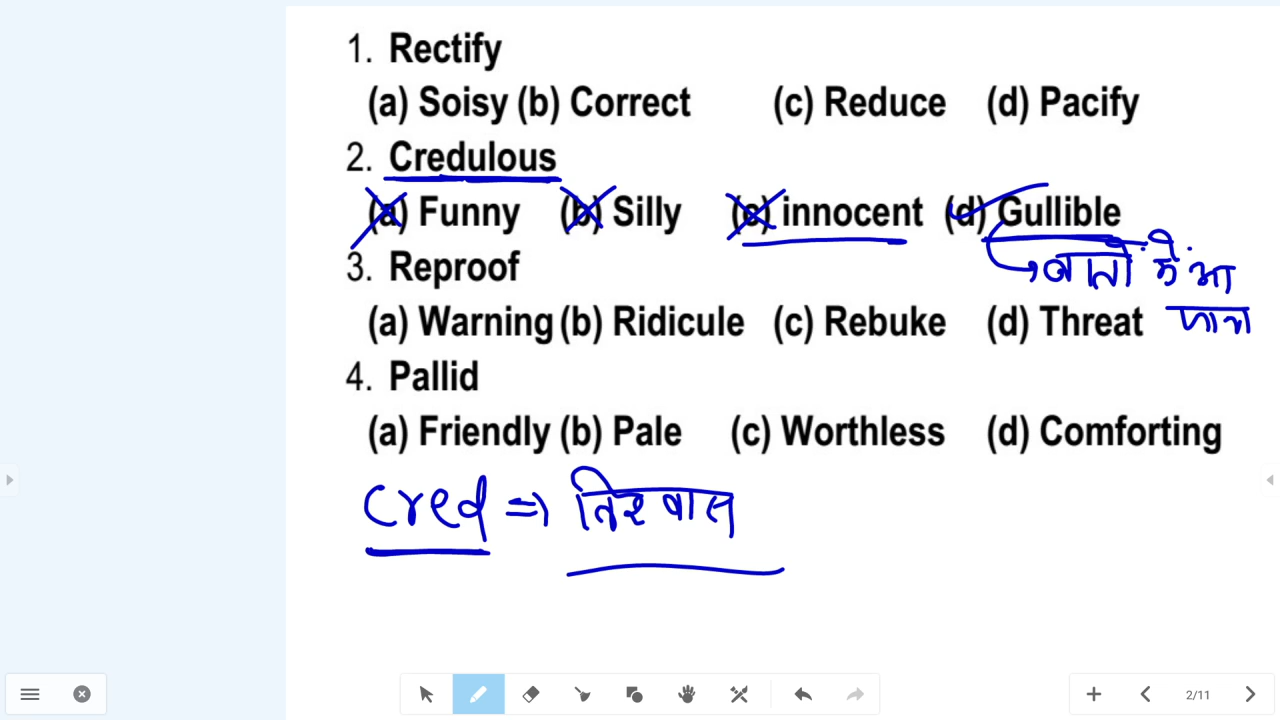 1. Rectify
(a) Soisy (b) Correct (c) Reduce (d) Pacify
2. Credulous
(a) Funny (b) Silly (c) innocent (d) Gullible
बातों में आ
जाना
3. Reproof
(a) Warning (b) Ridicule (c) Rebuke (d) Threat
4. Pallid
(a) Friendly (b) Pale (c) Worthless (d) Comforting
Cred ⇒ विश्वास
2/11